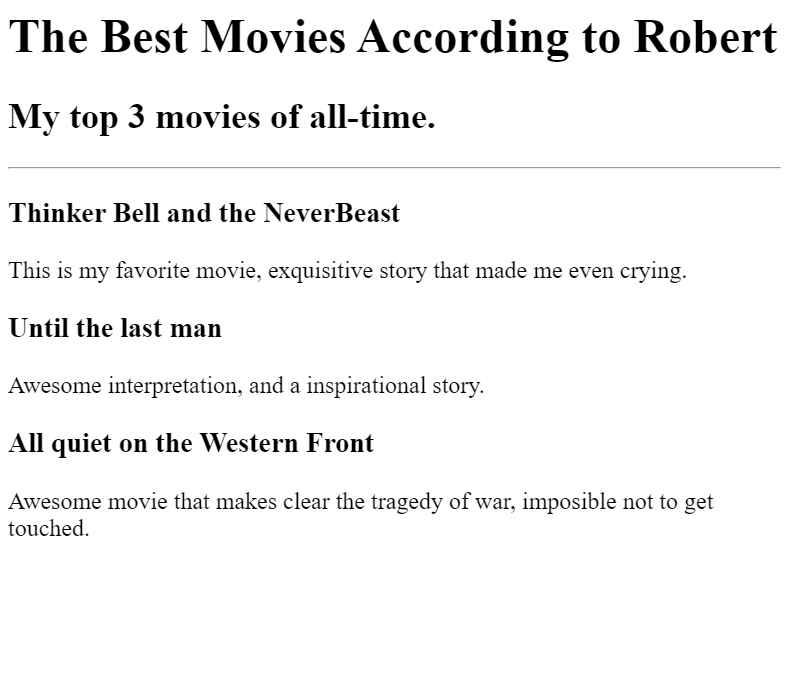 The Best Movies According to Robert
My top 3 movies of all-time.
Thinker Bell and the NeverBeast
This is my favorite movie, exquisitive story that made me even crying.
Until the last man
Awesome interpretation, and a inspirational story.
All quiet on the Western Front
Awesome movie that makes clear the tragedy of war, imposible not to get
touched.